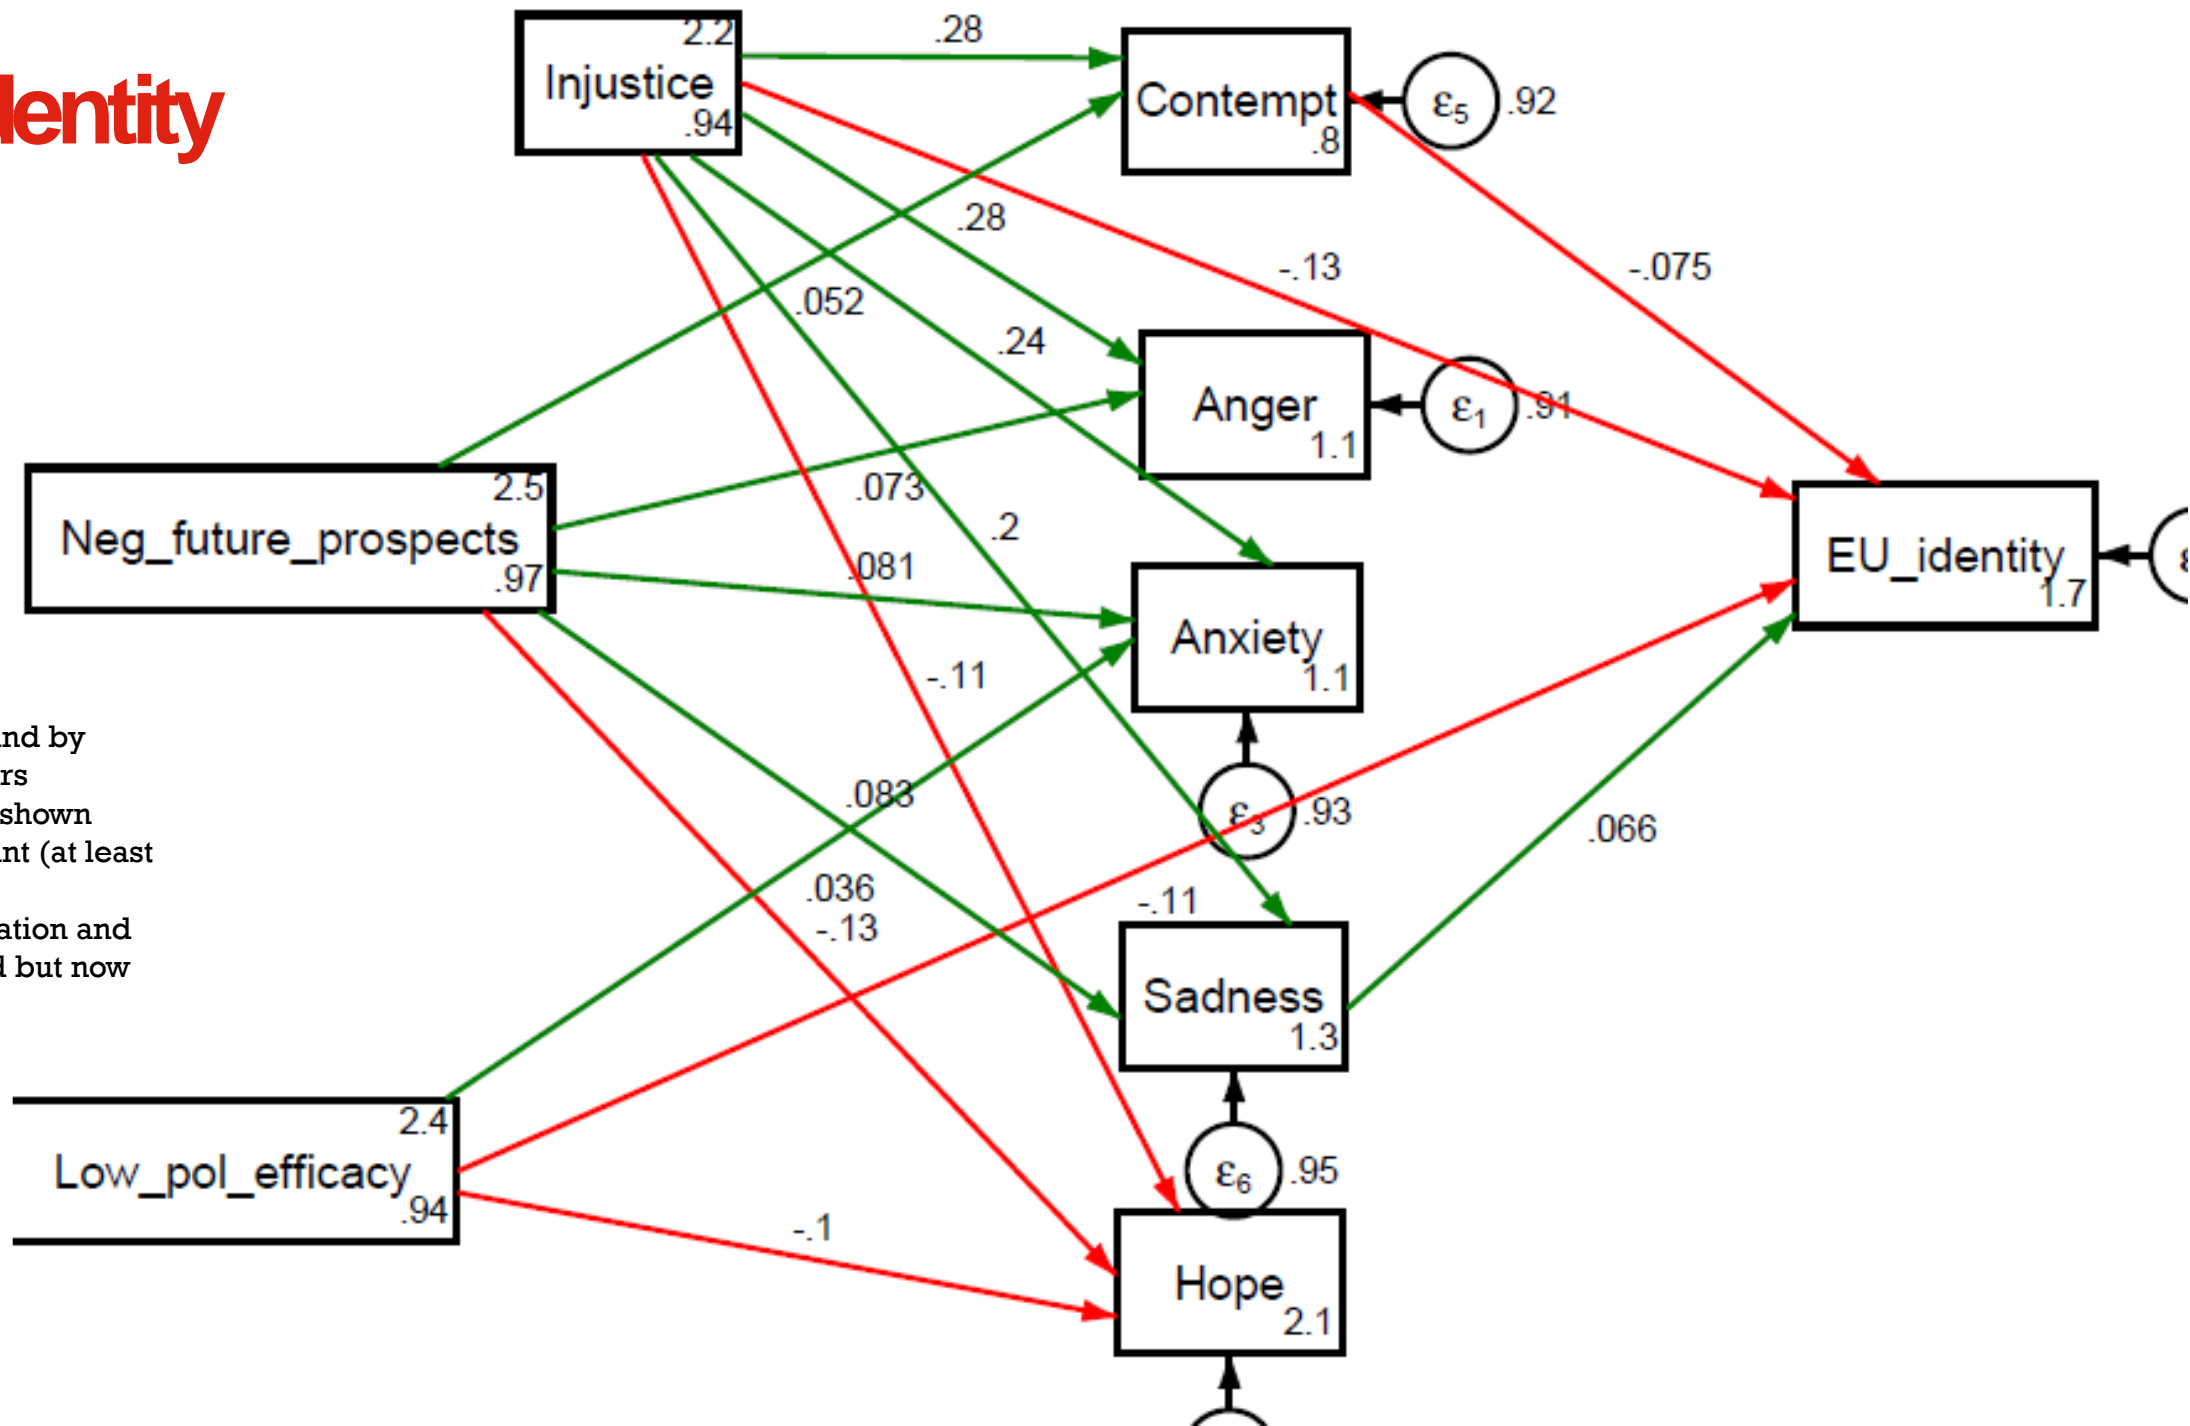 dentity
2.2
Injustice
.94
.28
Contempt
.8
ε5
.92
.28
-.13
-.075
.052
.24
Anger
1.1
ε1
.91
2.5
Neg_future_prospects
.97
.073
.2
.081
EU_identity
1.7
Anxiety
1.1
-.11
nd by
rs
shown
nt (at least
ation and
d but now
.083
ε3
.93
.066
.036
-.13
-.11
Sadness
1.3
2.4
Low_pol_efficacy
.94
ε6
.95
-.1
Hope
2.1